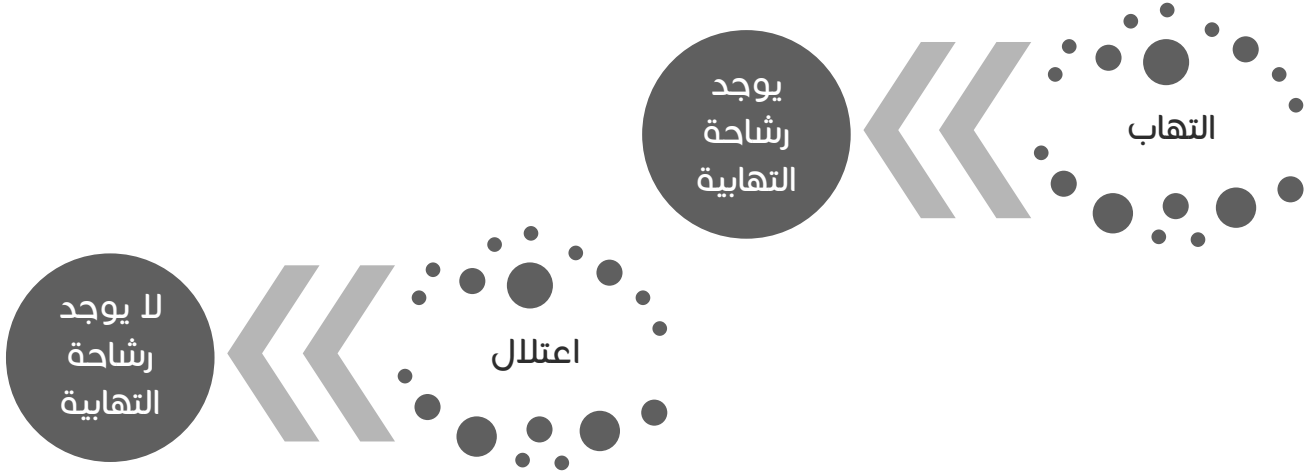 التهاب
يوجد
رشاحة
التهابية
اعتلال
لا يوجد
رشاحة
التهابية